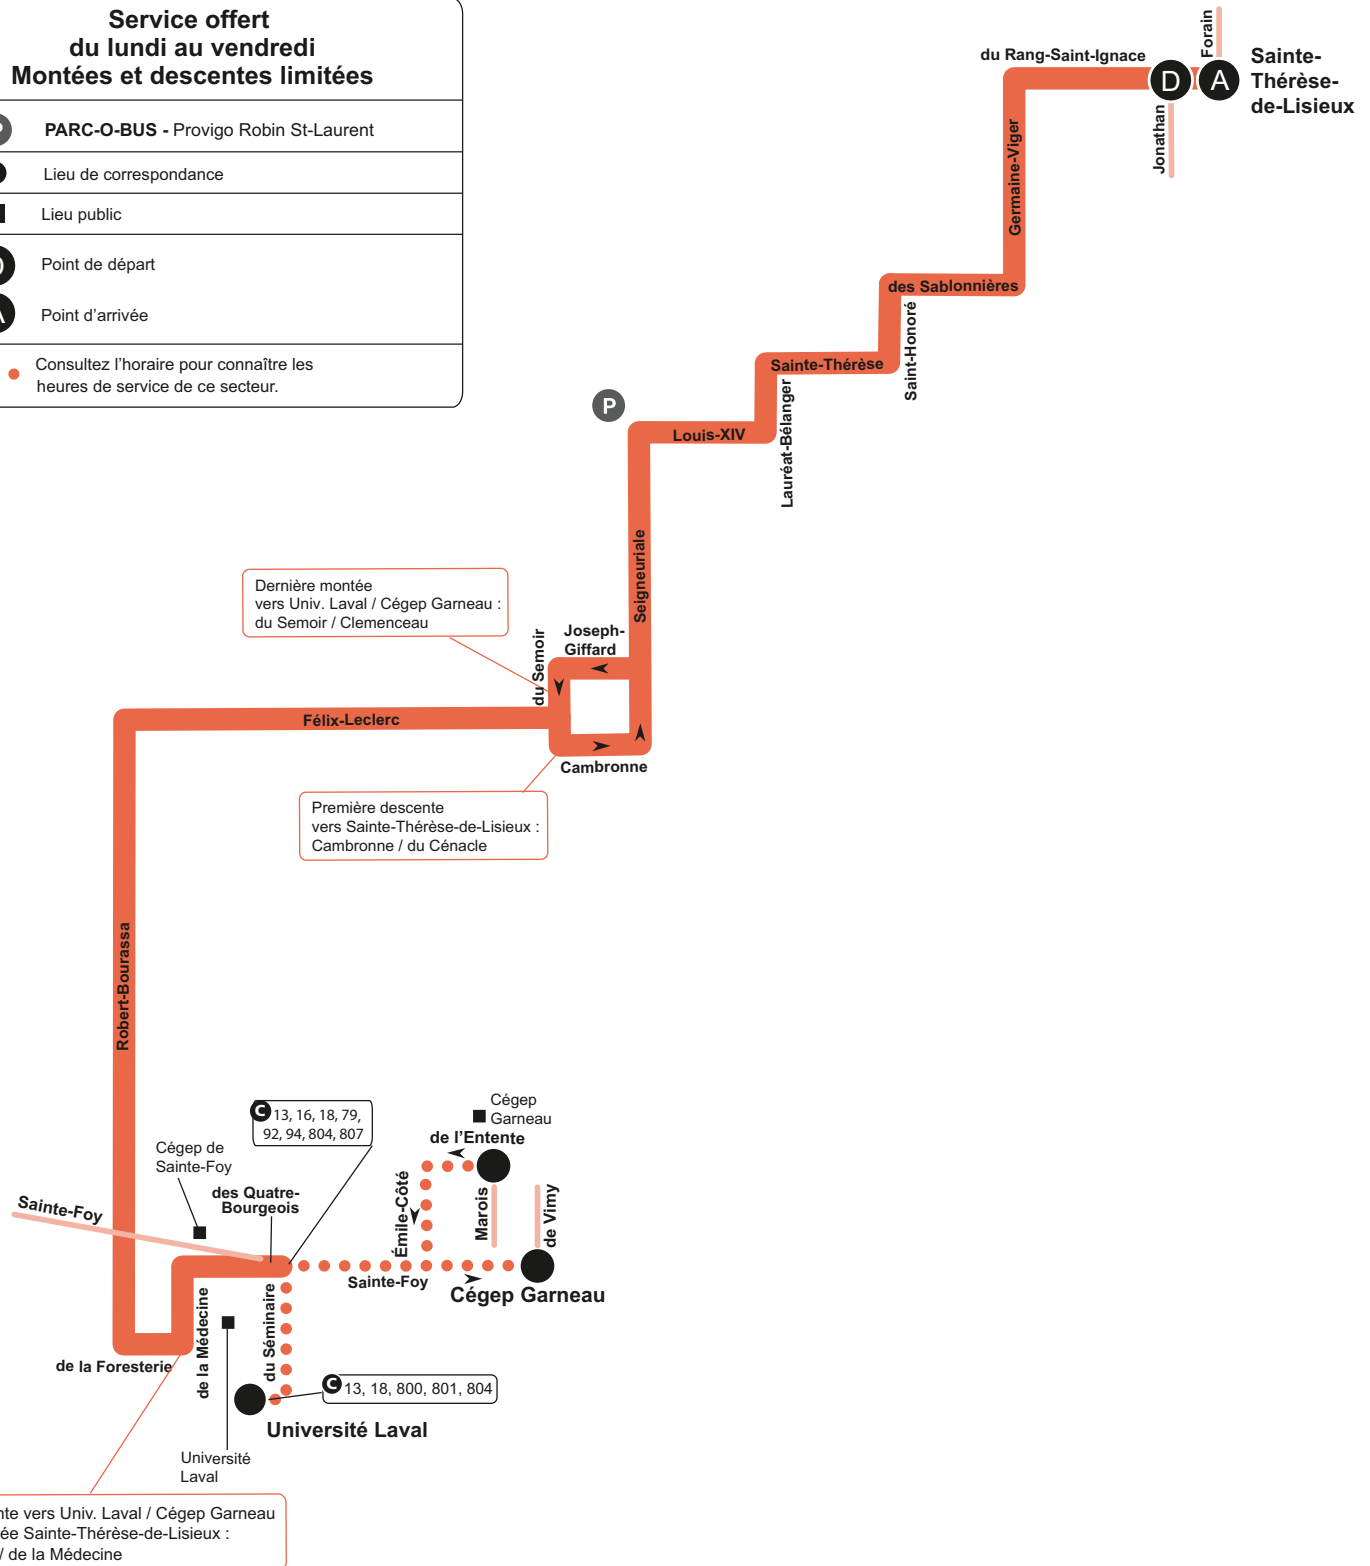 Service offert
du lundi au vendredi
Montées et descentes limitées
P PARC-O-BUS - Provigo Robin St-Laurent
Lieu de correspondance
Lieu public
D Point de départ
A Point d'arrivée
Consultez l'horaire pour connaître les
heures de service de ce secteur.
Forain
du Rang-Saint-Ignace
D
A
Sainte-
Thérèse-
de-Lisieux
Jonathan
Germaine-Viger
des Sablonnières
Saint-Honoré
Sainte-Thérèse
Lauréat-Bélanger
P
Louis-XIV
Seigneuriale
Dernière montée
vers Univ. Laval / Cégep Garneau :
du Semoir / Clemenceau
Joseph-
Giffard
du Semoir
Félix-Leclerc
Cambronne
Première descente
vers Sainte-Thérèse-de-Lisieux :
Cambronne / du Cénacle
Robert-Bourassa
C 13, 16, 18, 79,
92, 94, 804, 807
Cégep
Garneau
de l'Entente
Cégep de
Sainte-Foy
des Quatre-
Bourgeois
Sainte-Foy
Émile-Côté
Marois
de Vimy
Sainte-Foy
Cégep Garneau
de la Foresterie
de la Médecine
du Séminaire
C 13, 18, 800, 801, 804
Université Laval
Université
Laval
nte vers Univ. Laval / Cégep Garneau
ée Sainte-Thérèse-de-Lisieux :
/ de la Médecine